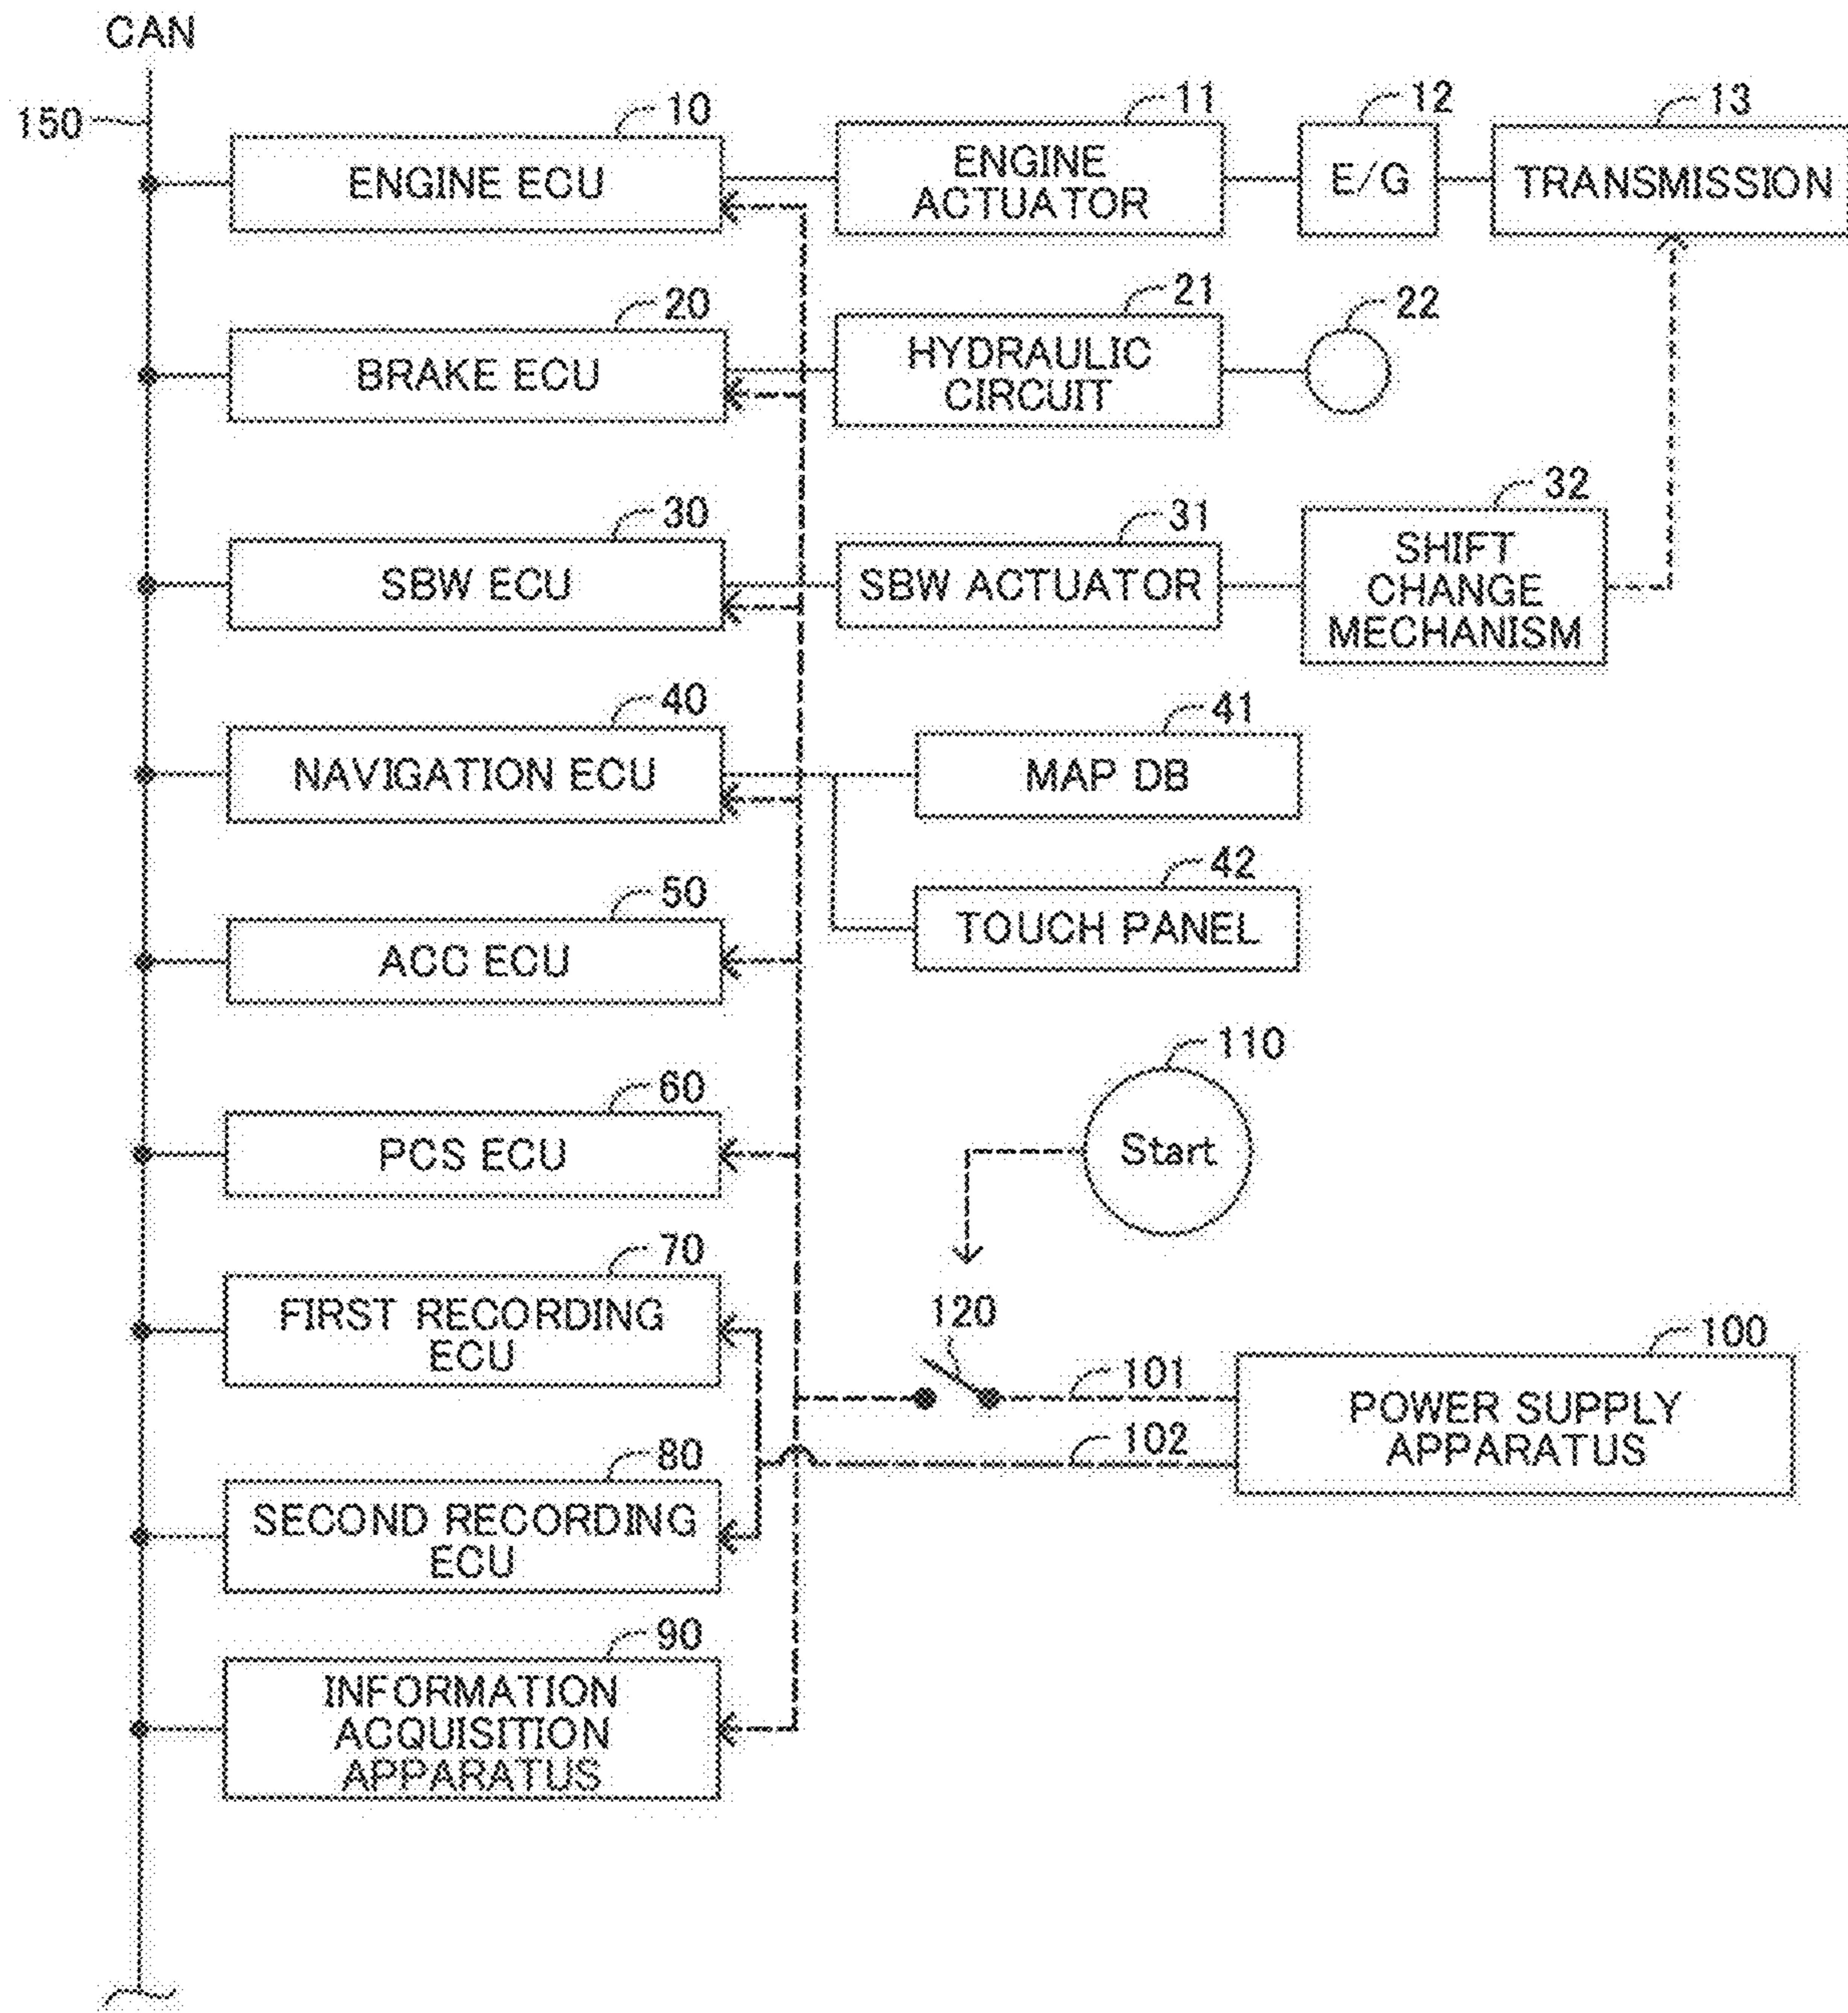 CAN
150
10
ENGINE ECU
11
ENGINE
ACTUATOR
12
E/G
13
TRANSMISSION
20
BRAKE ECU
21
HYDRAULIC
CIRCUIT
22
30
SBW ECU
31
SBW ACTUATOR
32
SHIFT
CHANGE
MECHANISM
40
NAVIGATION ECU
41
MAP DB
42
TOUCH PANEL
50
ACC ECU
60
PCS ECU
110
Start
70
FIRST RECORDING
ECU
120
101
102
100
POWER SUPPLY
APPARATUS
80
SECOND RECORDING
ECU
90
INFORMATION
ACQUISITION
APPARATUS